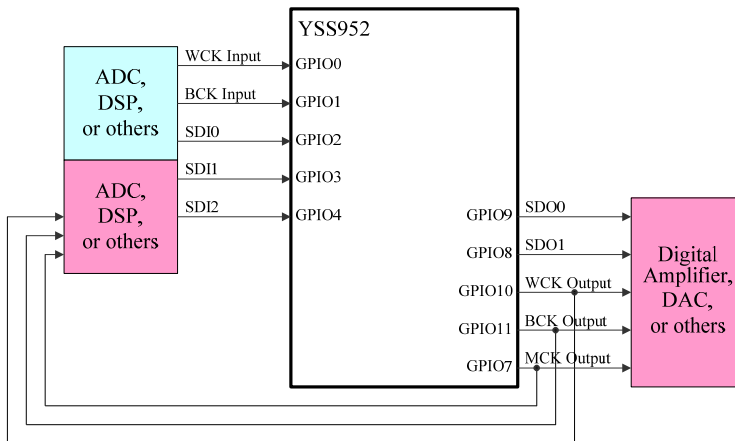 YSS952
ADC,
DSP,
or others
WCK Input
BCK Input
SDI0
GPIO0
GPIO1
GPIO2
ADC,
DSP,
or others
SDI1
SDI2
GPIO3
GPIO4
GPIO9
GPIO8
GPIO10
GPIO11
GPIO7
SDO0
SDO1
WCK Output
BCK Output
MCK Output
Digital
Amplifier,
DAC,
or others